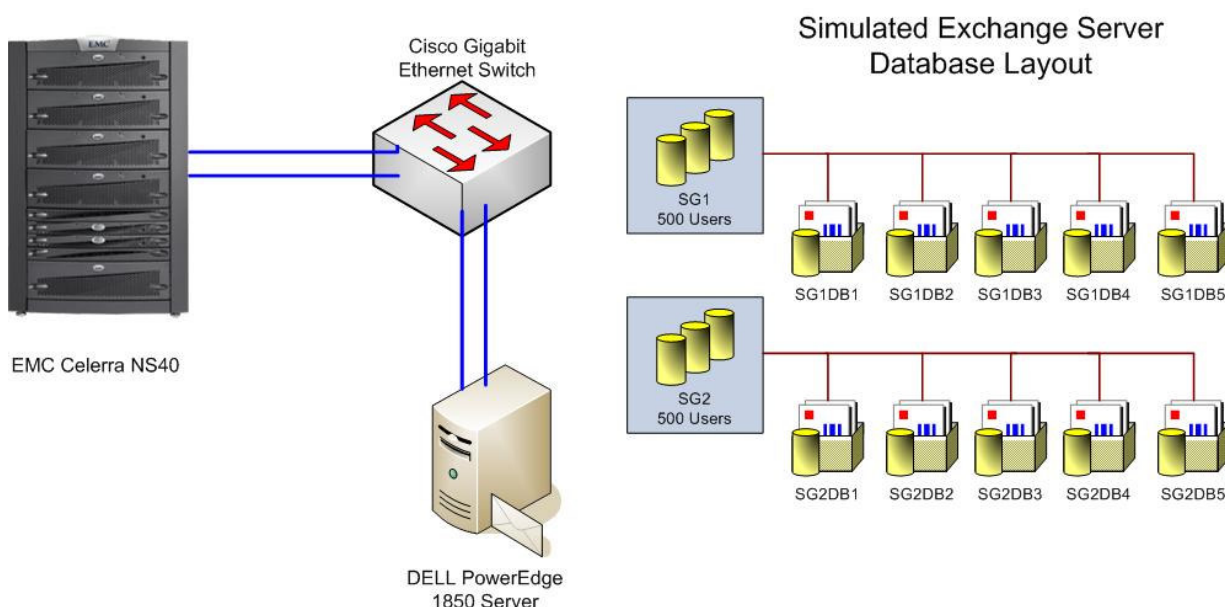 Simulated Exchange Server
Database Layout
EMC
Cisco Gigabit
Ethernet Switch
EMC Celerra NS40
DELL PowerEdge
1850 Server
SG1
500 Users
SG1DB1
SG1DB2
SG1DB3
SG1DB4
SG1DB5
SG2
500 Users
SG2DB1
SG2DB2
SG2DB3
SG2DB4
SG2DB5